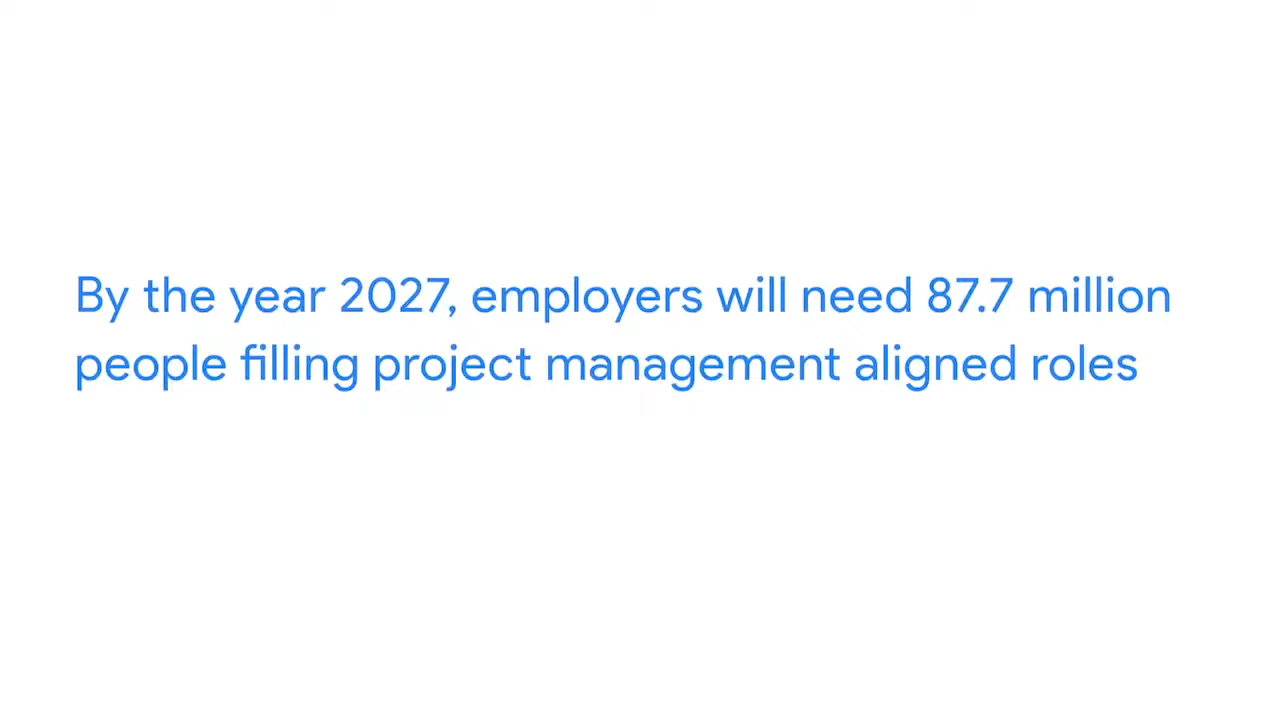 By the year 2027, employers will need 87.7 million
people filling project management aligned roles